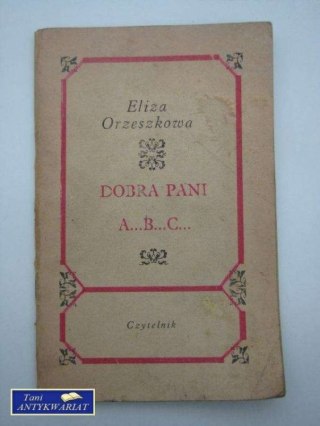 Eliza
Orzeszkowa
DOBRA PANI
A...B...C...
Czytelnik
Tani
ANTYKWARIAT